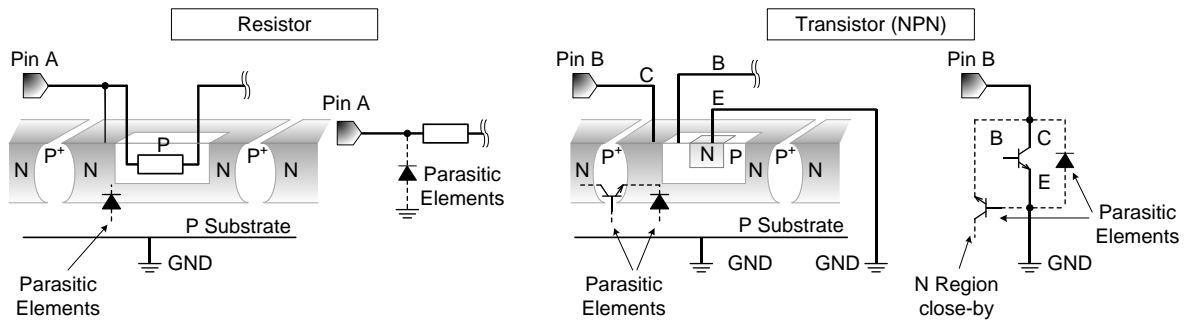 Resistor
Transistor (NPN)
Pin A
Pin A
N
P+
N
P
N
P+
N
Parasitic
Elements
P Substrate
GND
Parasitic
Elements
Pin B
C
B
E
N
P+
N
N
P
N
P+
N
P Substrate
GND
GND
Parasitic
Elements
Pin B
B
C
E
Parasitic
Elements
GND
N Region
close-by